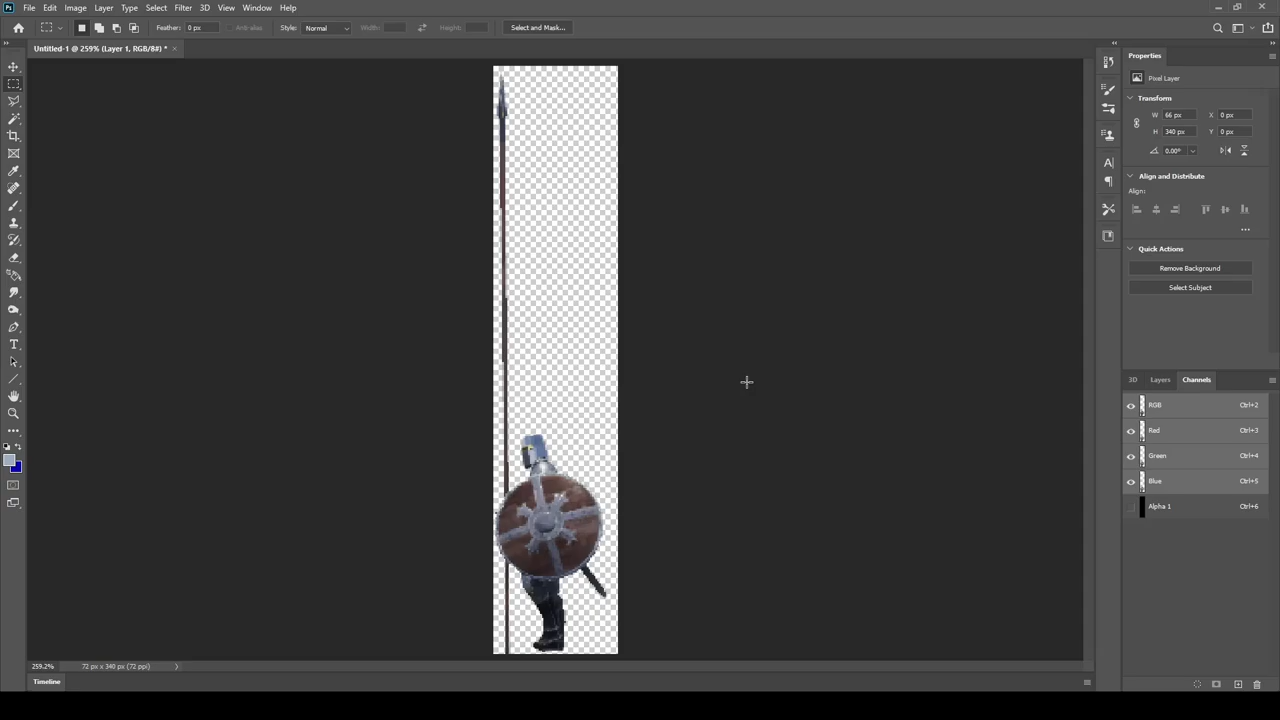 Ps File Edit Image Layer Type Select Filter 3D View Window Help
Feather: 0 px Anti-alias Style: Normal Width: Height: Select and Mask...
Untitled-1 @ 259% (Layer 1, RGB/8#) *
Properties
Pixel Layer
Transform
W 66 px X 0 px
H 340 px Y 0 px
0.00°
Align and Distribute
Align:
Quick Actions
Remove Background
Select Subject
3D Layers Channels
RGB Ctrl+2
Red Ctrl+3
Green Ctrl+4
Blue Ctrl+5
Alpha 1 Ctrl+6
259.2% 72 px x 340 px (72 ppi)
Timeline